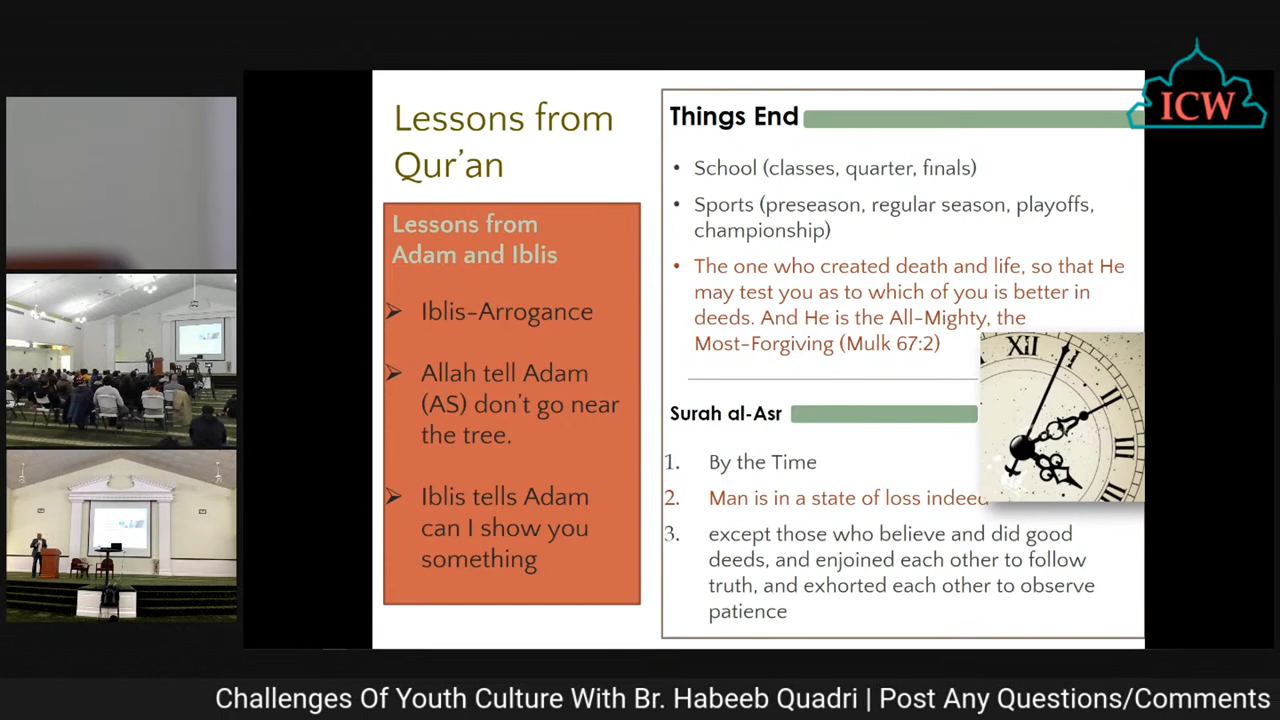 Lessons from
Qur’an
Lessons from
Adam and Iblis
Iblis-Arrogance
Allah tell Adam
(AS) don’t go near
the tree.
Iblis tells Adam
can I show you
something
Things End
• School (classes, quarter, finals)
• Sports (preseason, regular season, playoffs,
championship)
• The one who created death and life, so that He
may test you as to which of you is better in
deeds. And He is the All-Mighty, the
Most-Forgiving (Mulk 67:2)
Surah al-Asr
1. By the Time
2. Man is in a state of loss indeed
3. except those who believe and did good
deeds, and enjoined each other to follow
truth, and exhorted each other to observe
patience
XII
I
II
III
ICW
Challenges Of Youth Culture With Br. Habeeb Quadri | Post Any Questions/Comments